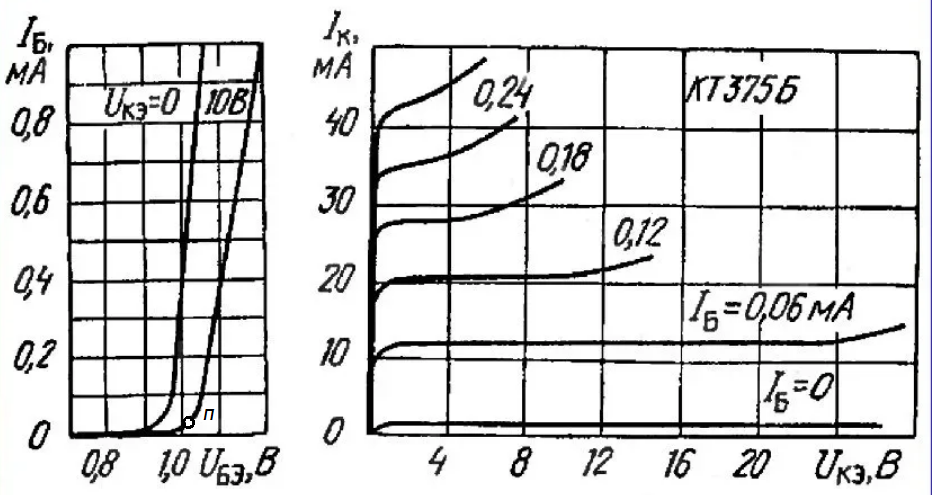 I_Б,
мА
U_КЭ=0 10В
0,8
0,6
0,4
0,2
0
П
0,8 1,0 U_БЭ, В
I_К,
мА
КТ375Б
0,24
40
0,18
30
0,12
20
I_Б=0,06 мА
10
I_Б=0
0
4 8 12 16 20 U_КЭ, В